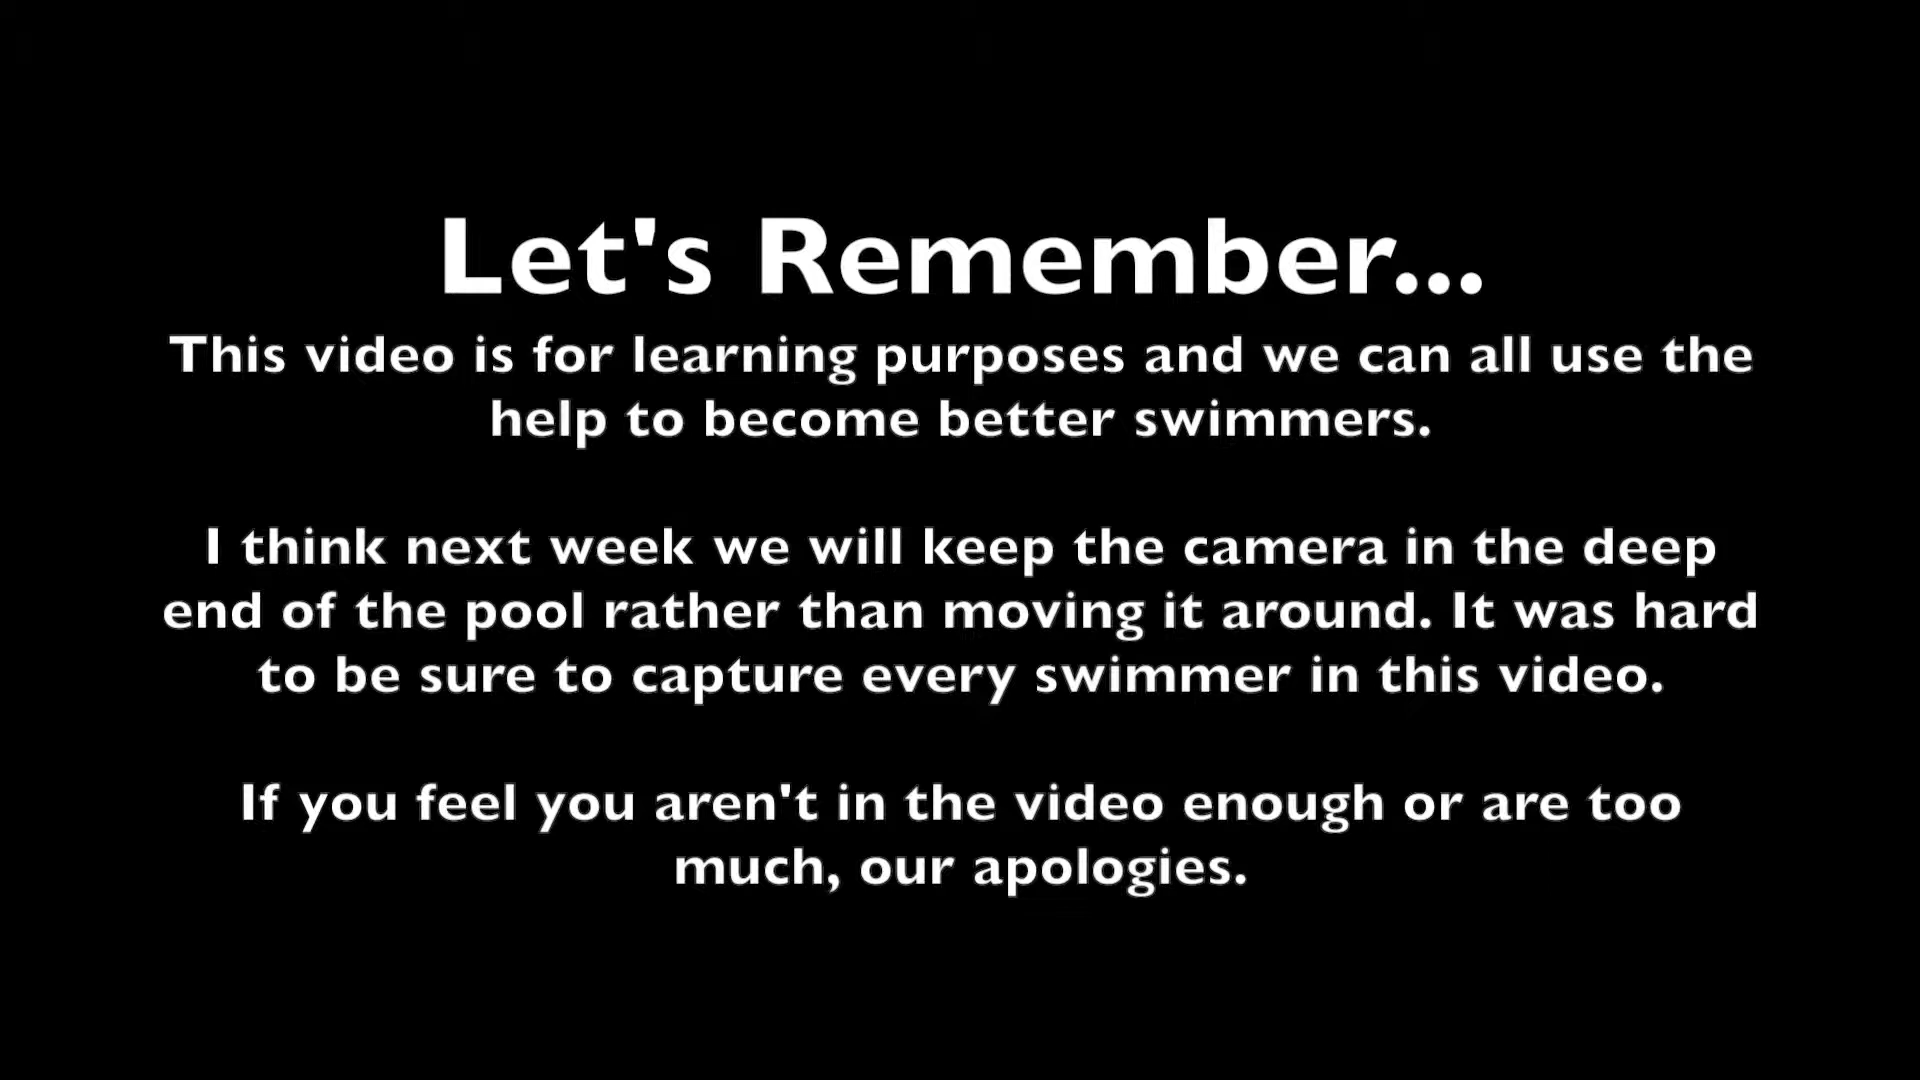 Let's Remember...
This video is for learning purposes and we can all use the
help to become better swimmers.
I think next week we will keep the camera in the deep
end of the pool rather than moving it around. It was hard
to be sure to capture every swimmer in this video.
If you feel you aren't in the video enough or are too
much, our apologies.